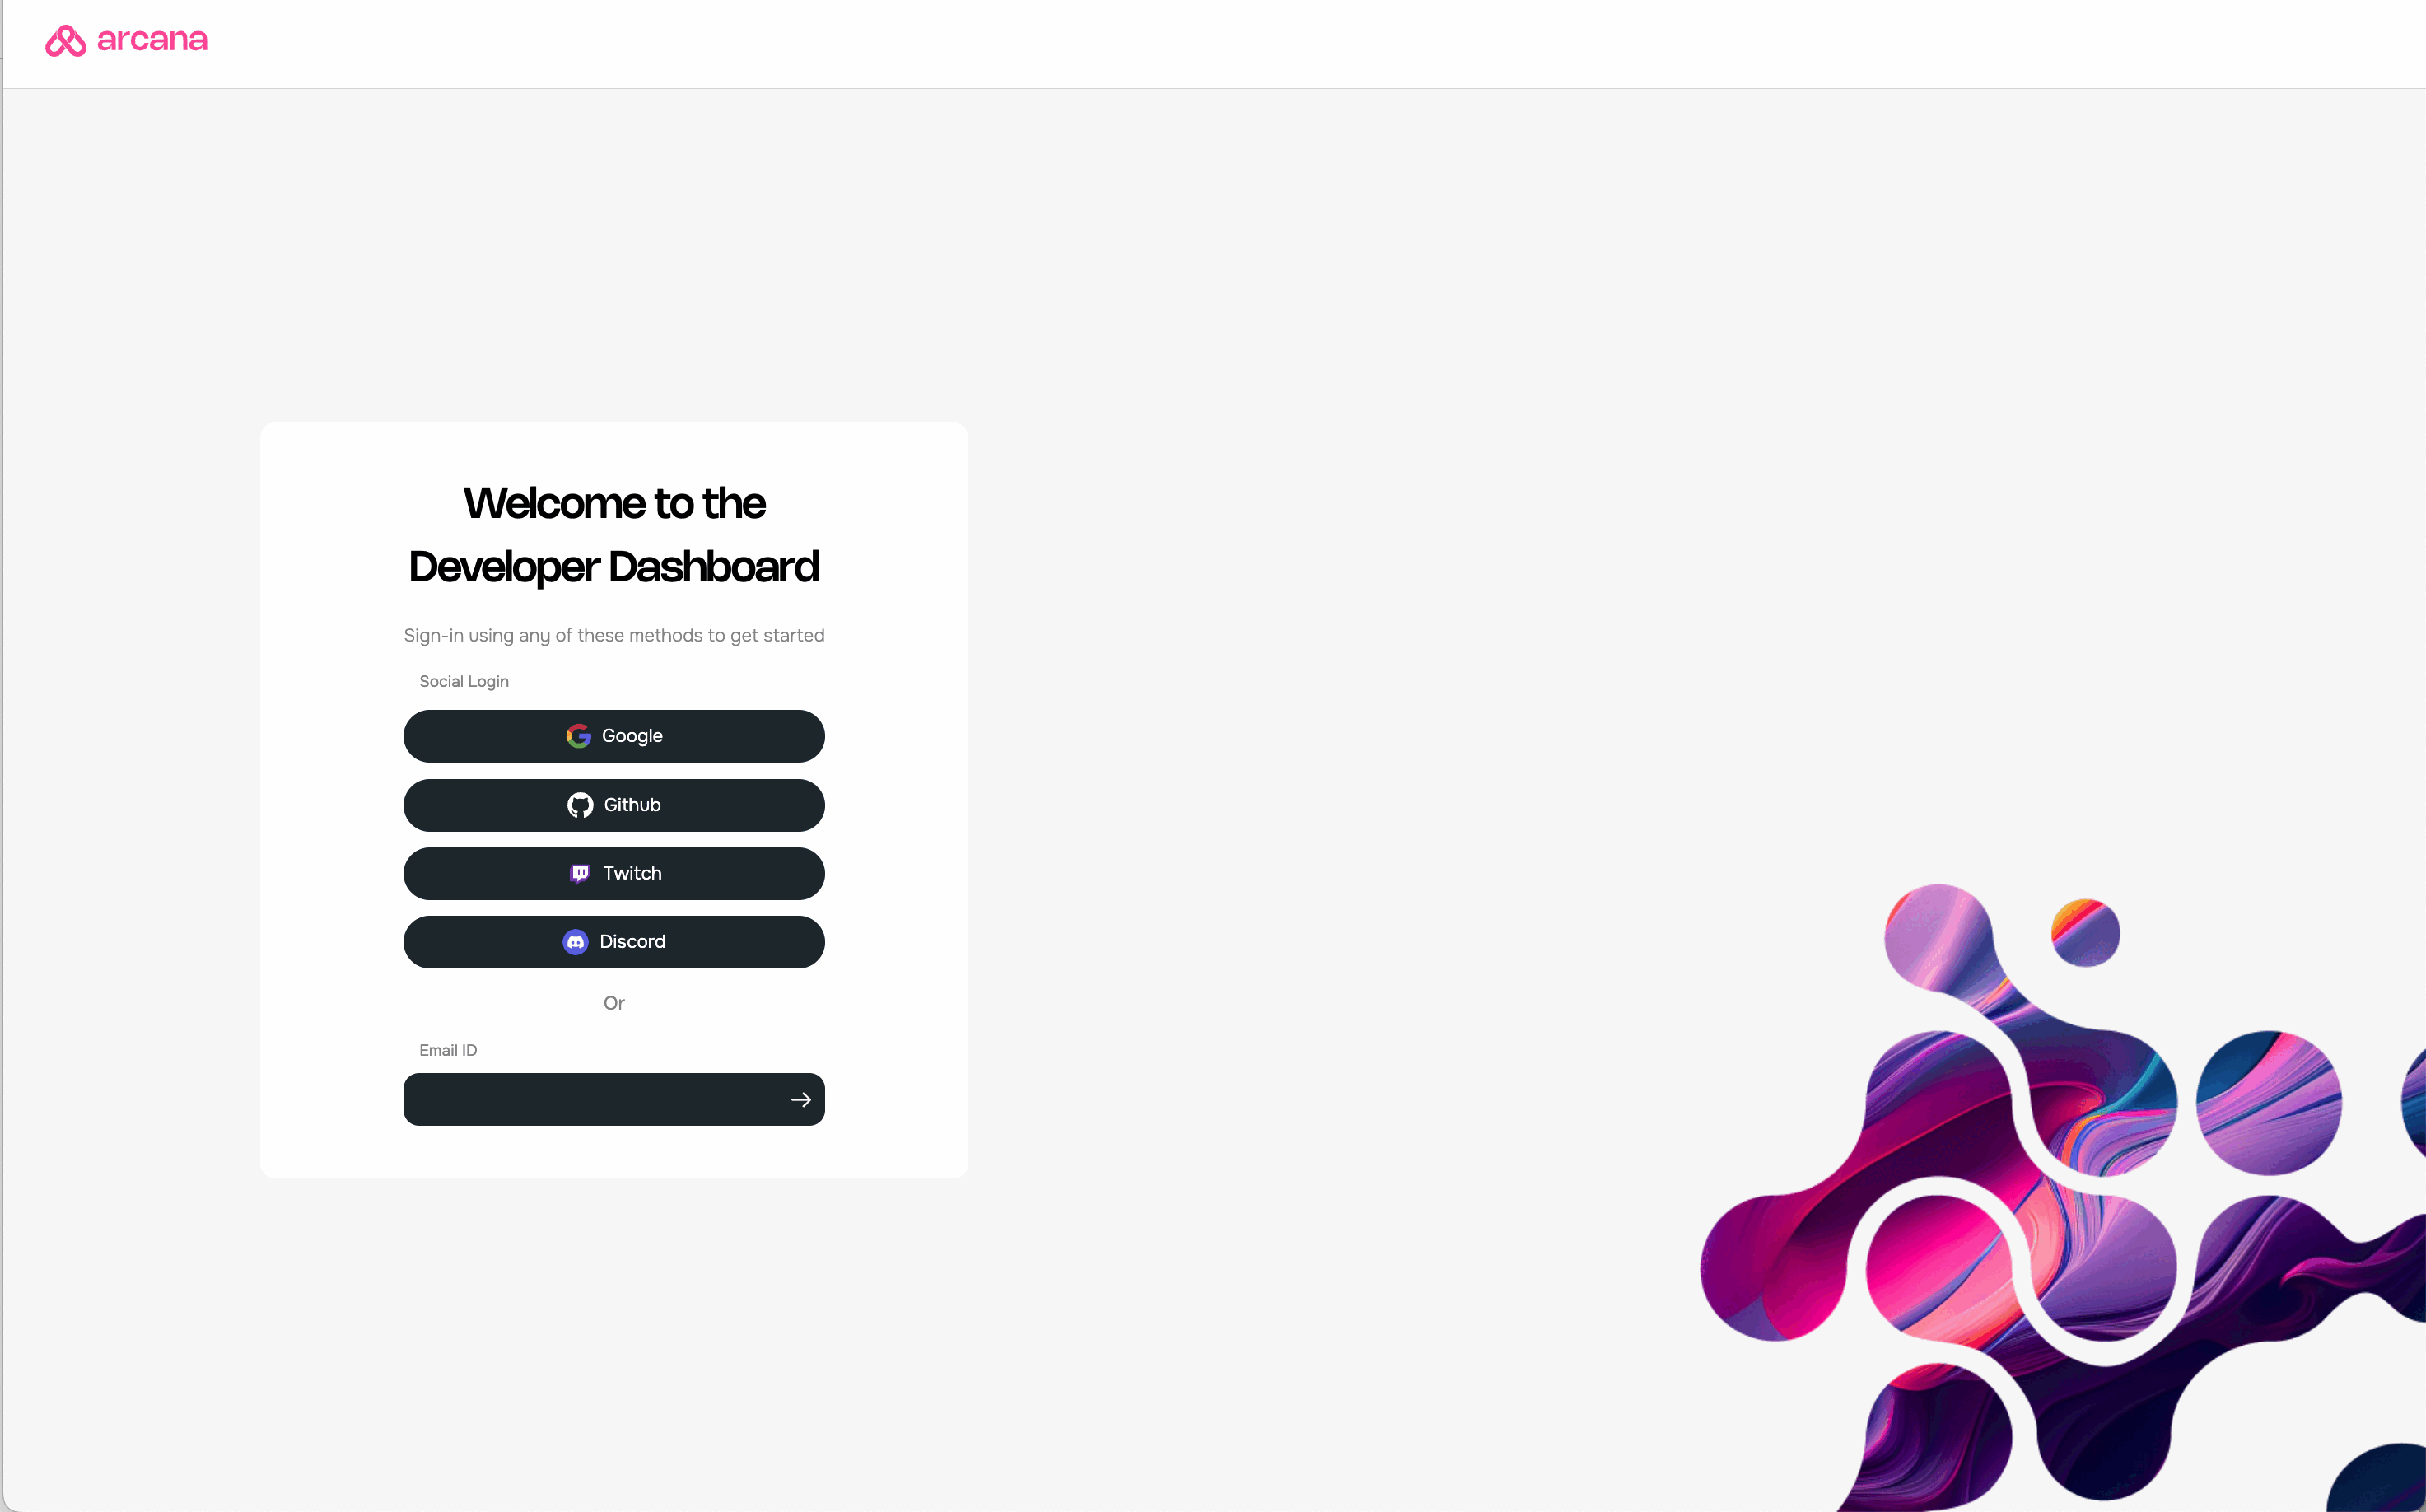 arcana
Welcome to the
Developer Dashboard
Sign-in using any of these methods to get started
Social Login
Google
Github
Twitch
Discord
Or
Email ID